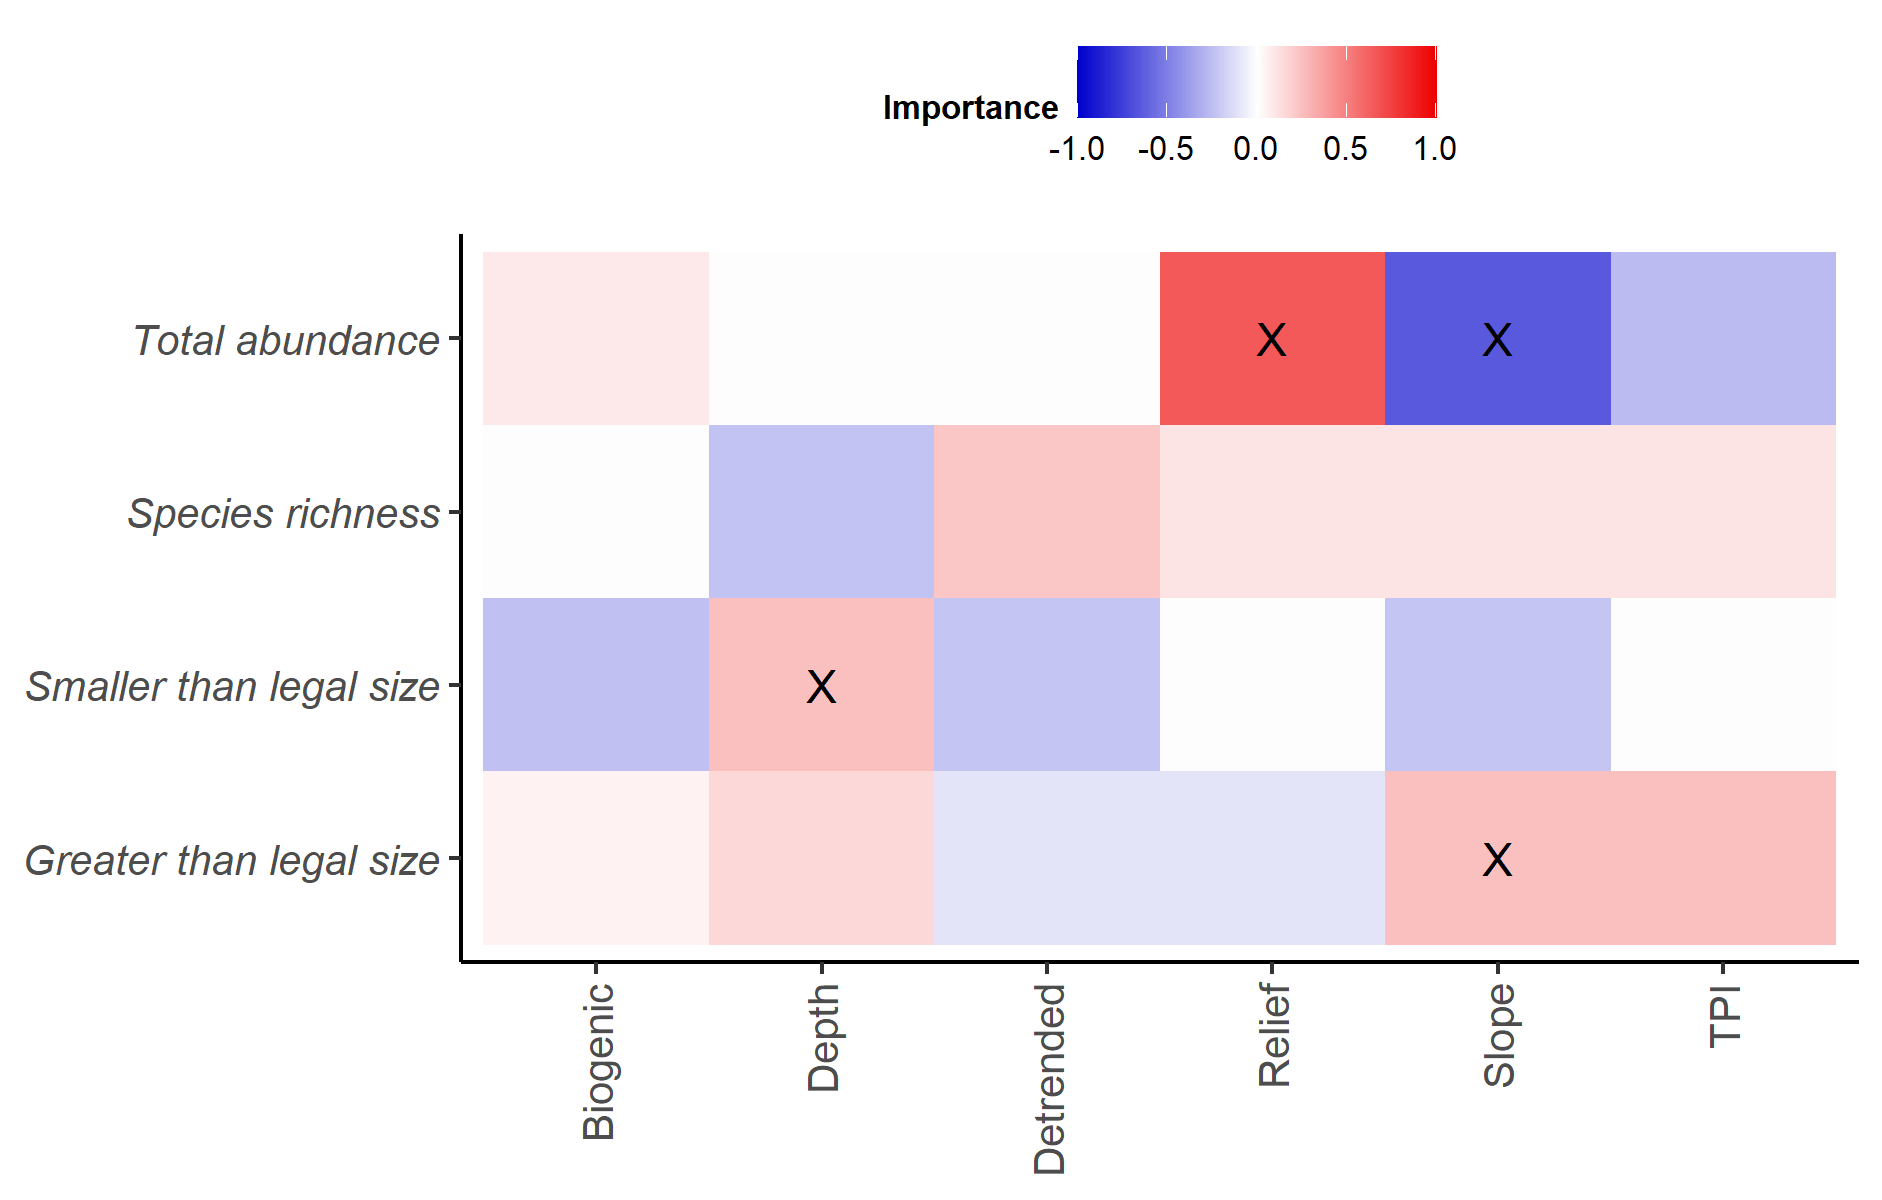 Importance
-1.0 -0.5 0.0 0.5 1.0
Total abundance X X
Species richness
Smaller than legal size X
Greater than legal size X
Biogenic Depth Detrended Relief Slope TPI